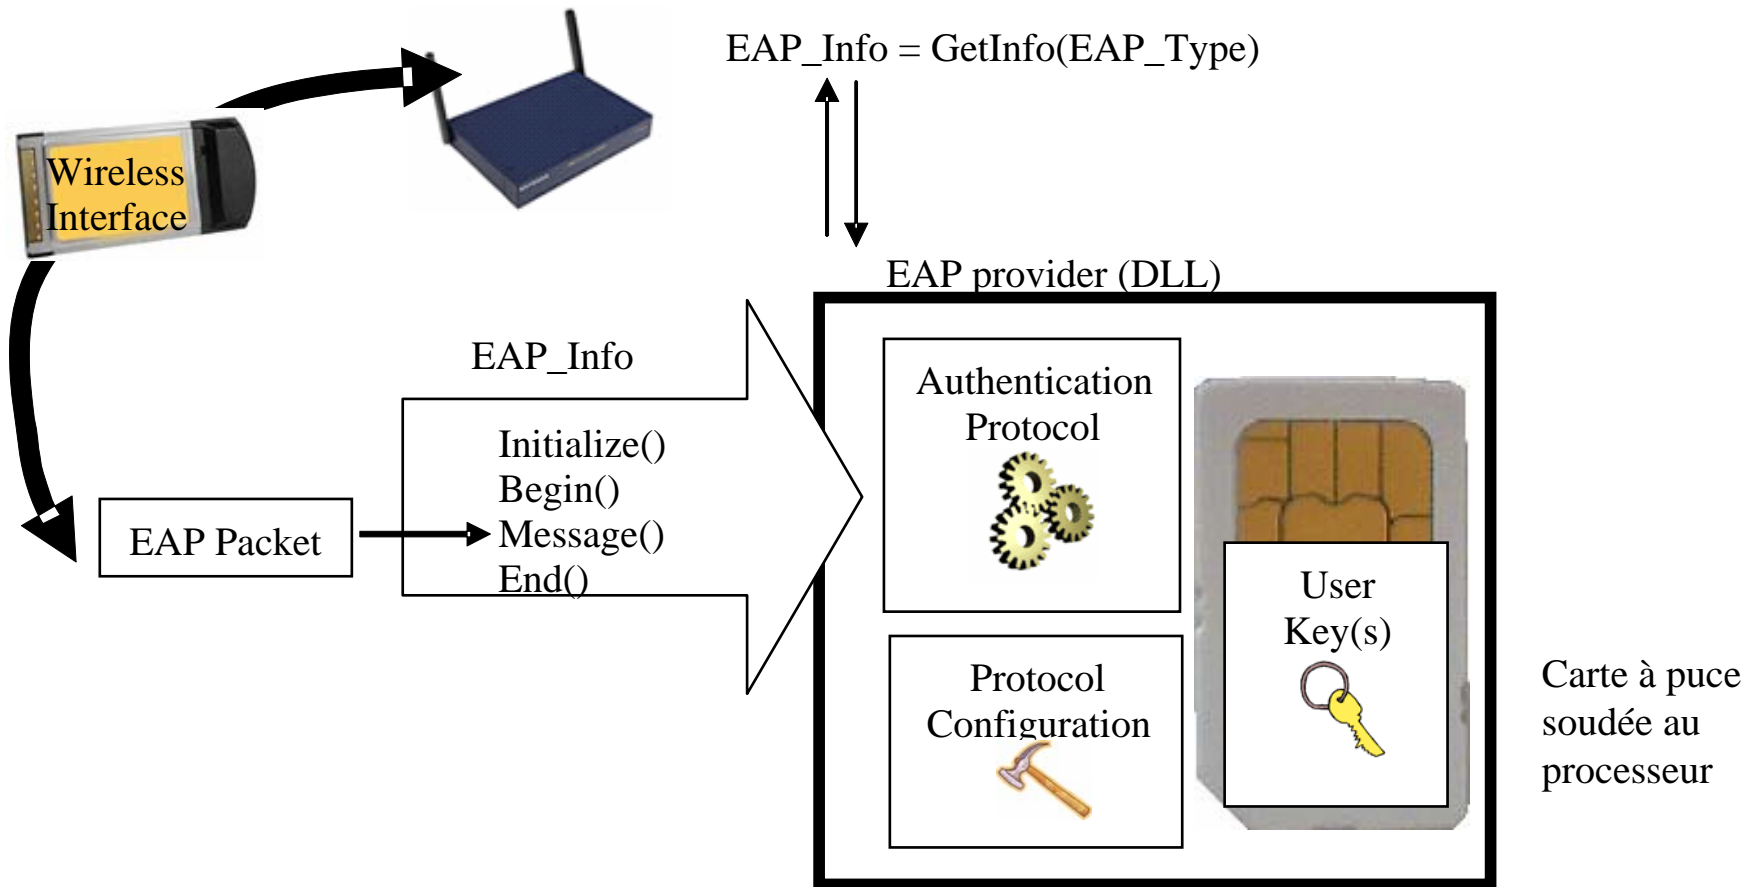 EAP_Info = GetInfo(EAP_Type)
Wireless
Interface
EAP provider (DLL)
EAP_Info
Initialize()
Begin()
Message()
End()
EAP Packet
Authentication
Protocol
Protocol
Configuration
User
Key(s)
Carte à puce
soudée au
processeur